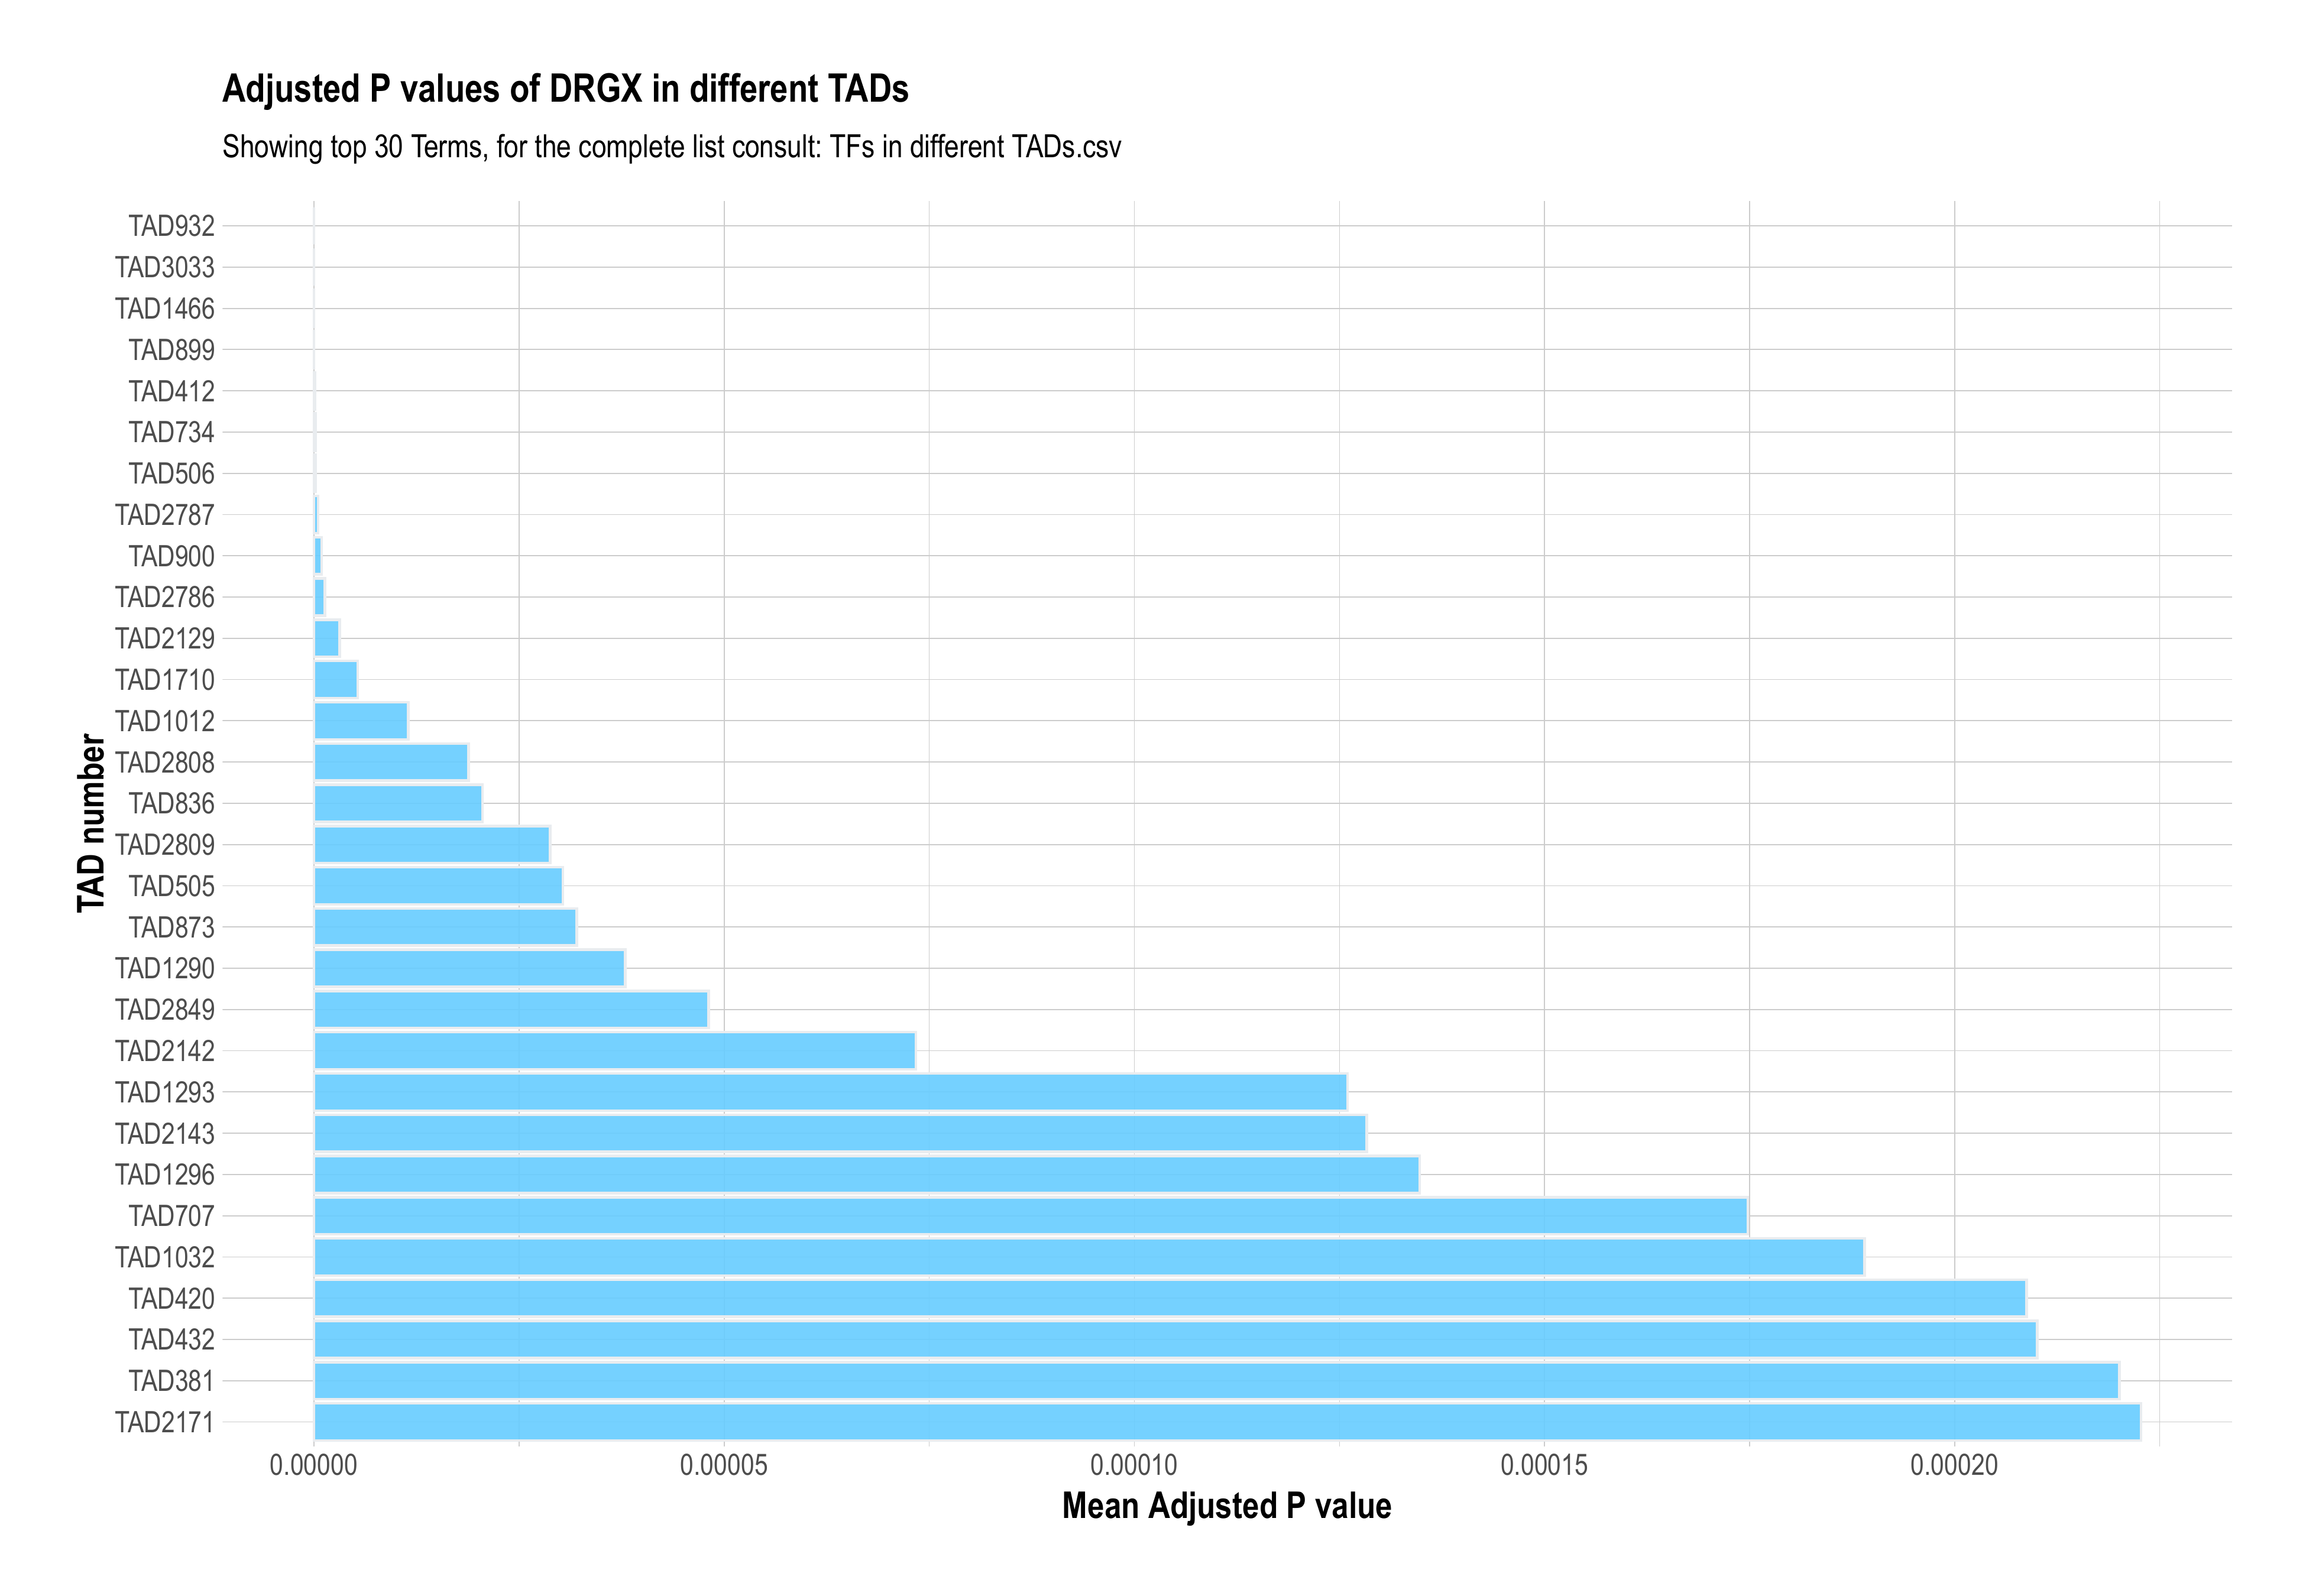 Adjusted P values of DRGX in different TADs
Showing top 30 Terms, for the complete list consult: TFs in different TADs.csv
TAD number
TAD932
TAD3033
TAD1466
TAD899
TAD412
TAD734
TAD506
TAD2787
TAD900
TAD2786
TAD2129
TAD1710
TAD1012
TAD2808
TAD836
TAD2809
TAD505
TAD873
TAD1290
TAD2849
TAD2142
TAD1293
TAD2143
TAD1296
TAD707
TAD1032
TAD420
TAD432
TAD381
TAD2171
0.00000 0.00005 0.00010 0.00015 0.00020
Mean Adjusted P value